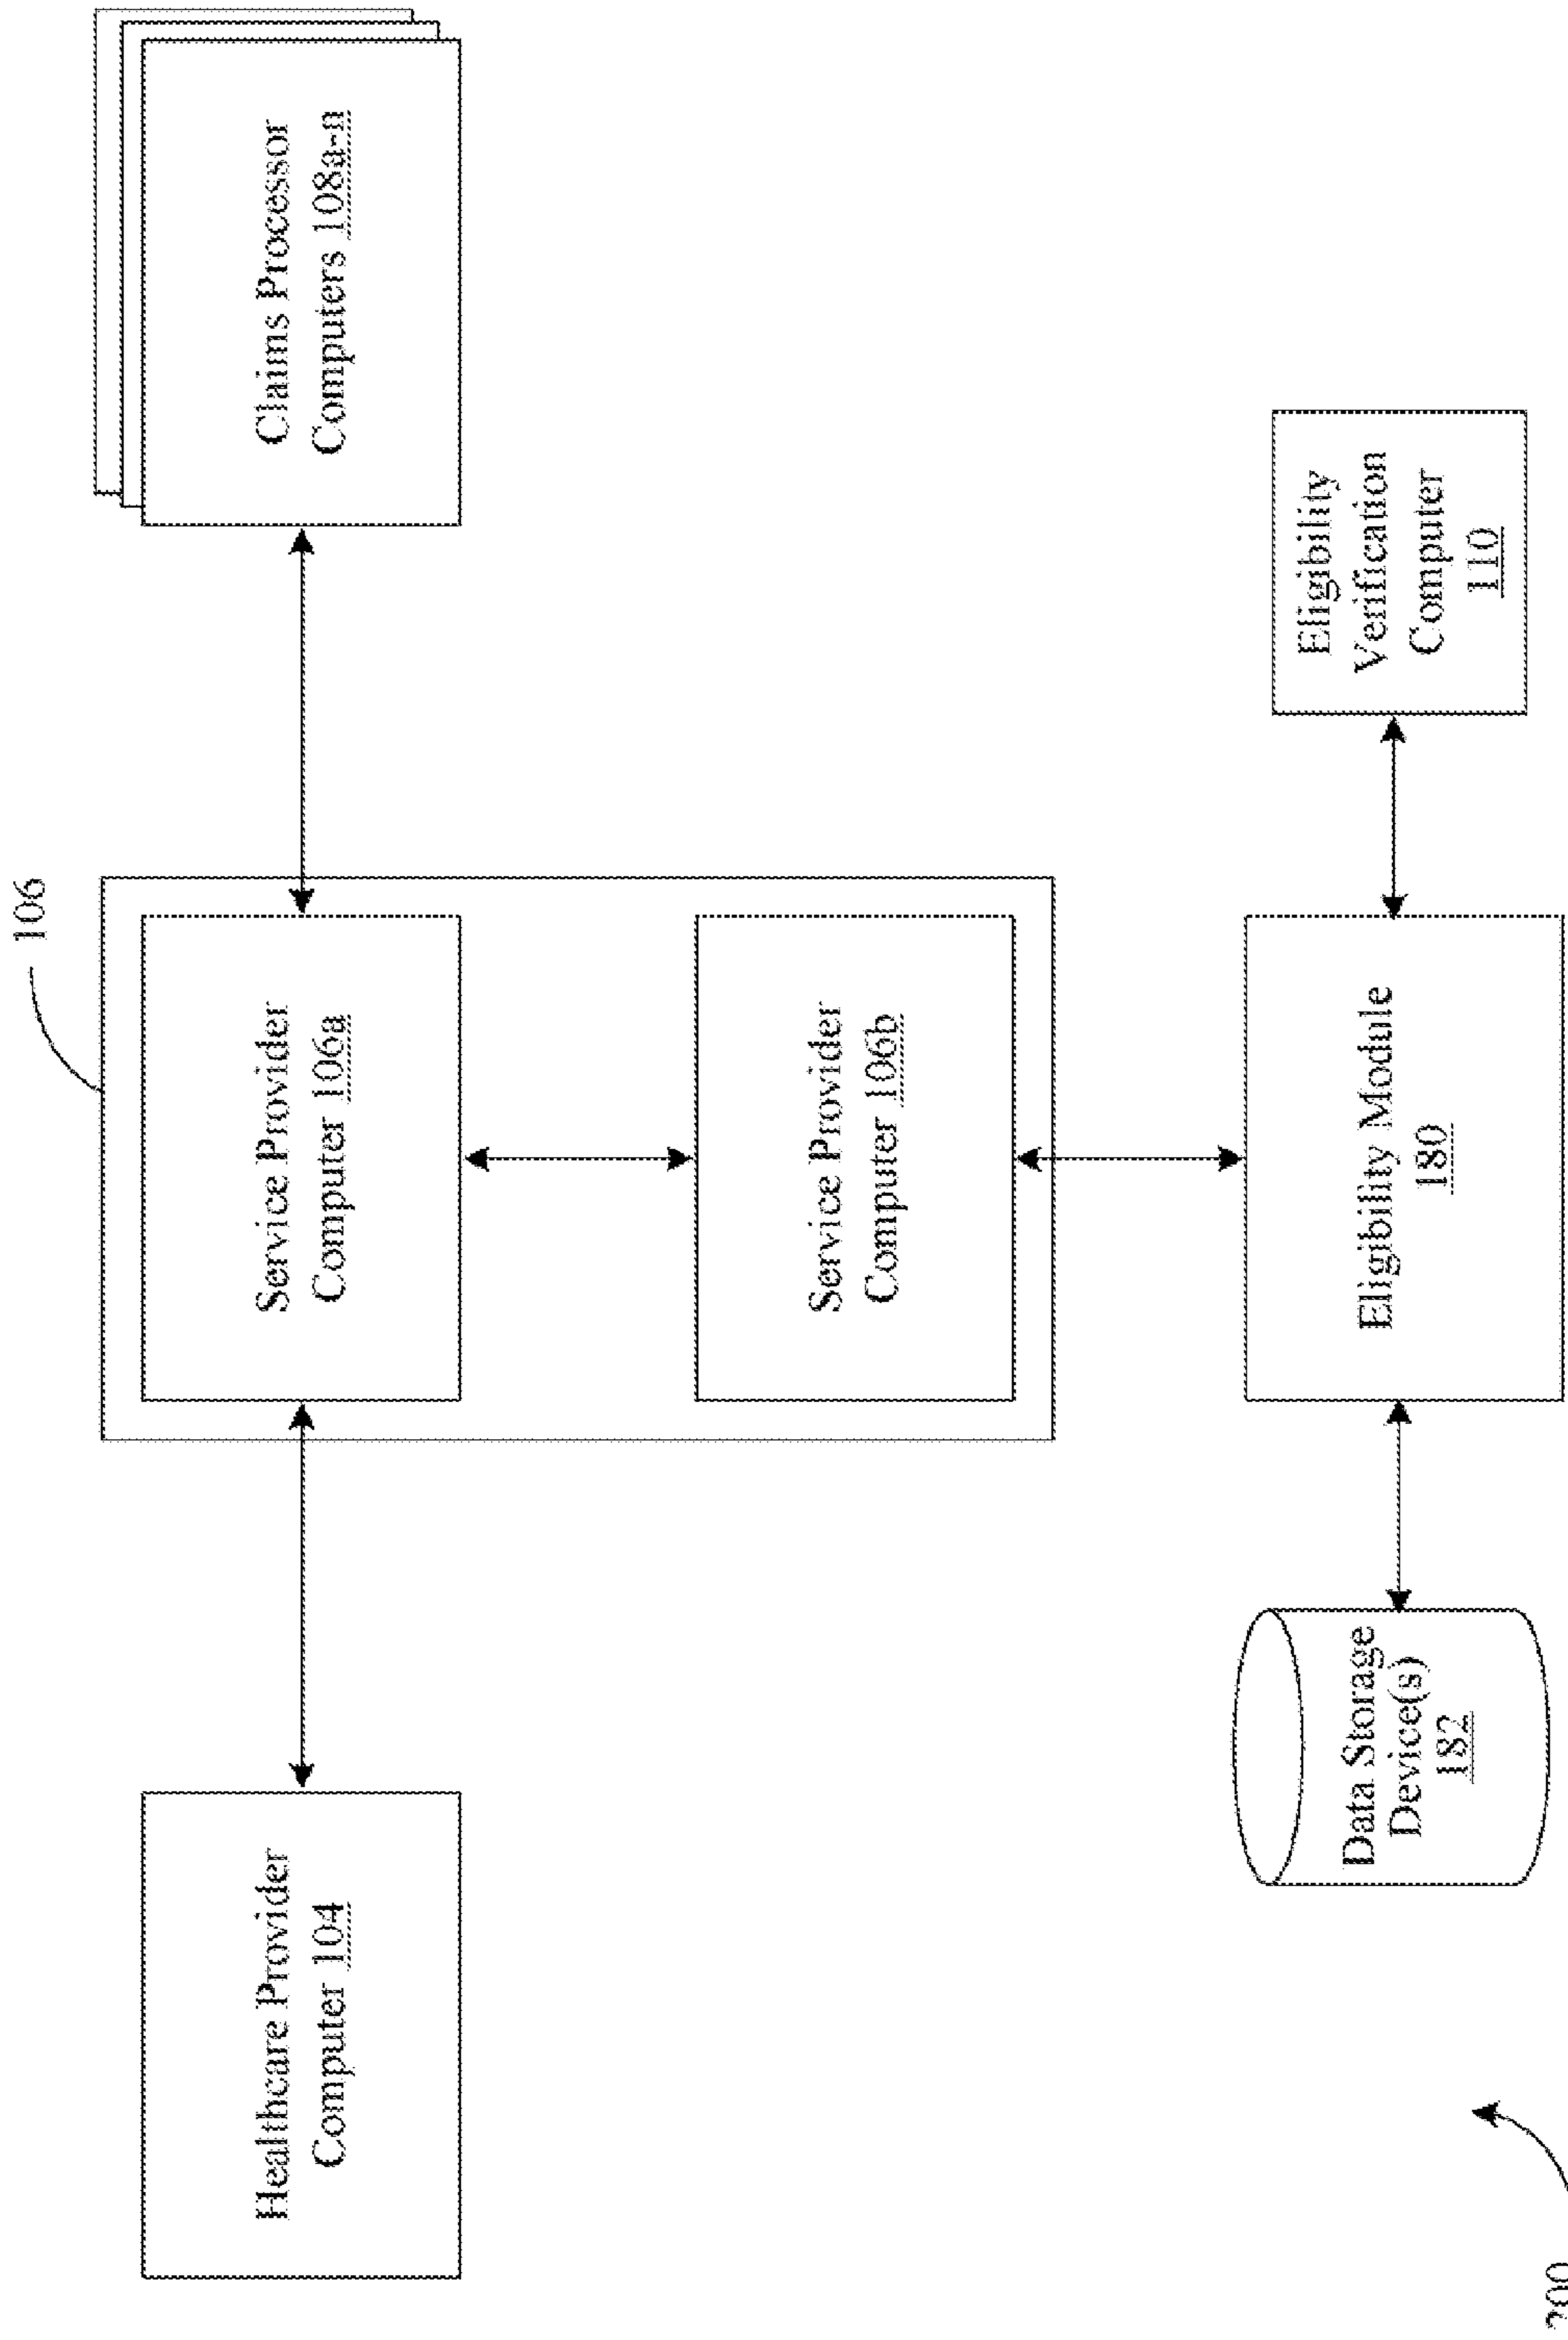 106
Healthcare Provider
Computer 104
Service Provider
Computer 106a
Claims Processor
Computers 108a-n
Service Provider
Computer 106b
Data Storage
Device(s)
182
Eligibility Module
180
Eligibility
Verification
Computer
110
200